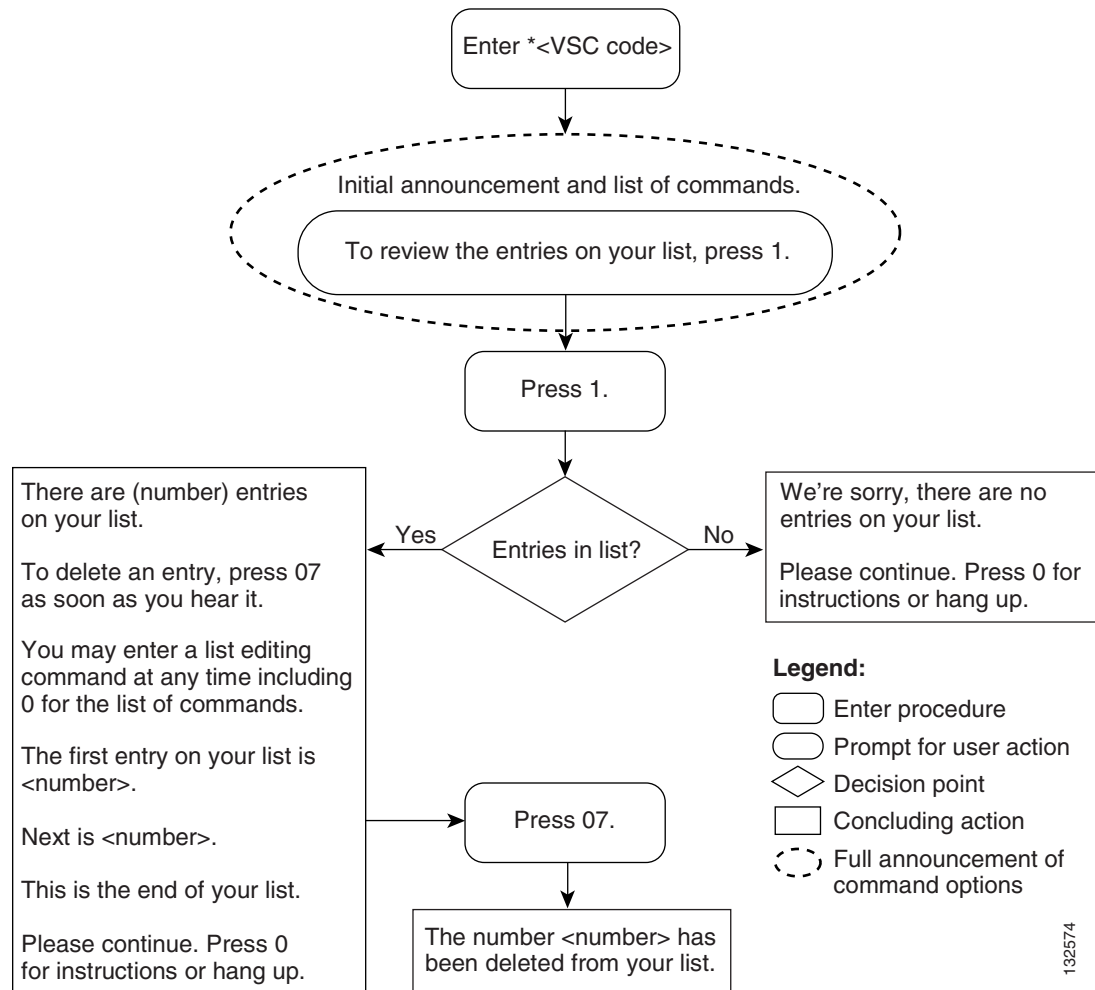 Enter *<VSC code>
Initial announcement and list of commands.
To review the entries on your list, press 1.
Press 1.
There are (number) entries
on your list.
To delete an entry, press 07
as soon as you hear it.
You may enter a list editing
command at any time including
0 for the list of commands.
The first entry on your list is
<number>.
Next is <number>.
This is the end of your list.
Please continue. Press 0
for instructions or hang up.
Yes
Entries in list?
No
We're sorry, there are no
entries on your list.
Please continue. Press 0 for
instructions or hang up.
Press 07.
The number <number> has
been deleted from your list.
Legend:
Enter procedure
Prompt for user action
Decision point
Concluding action
Full announcement of
command options
132574